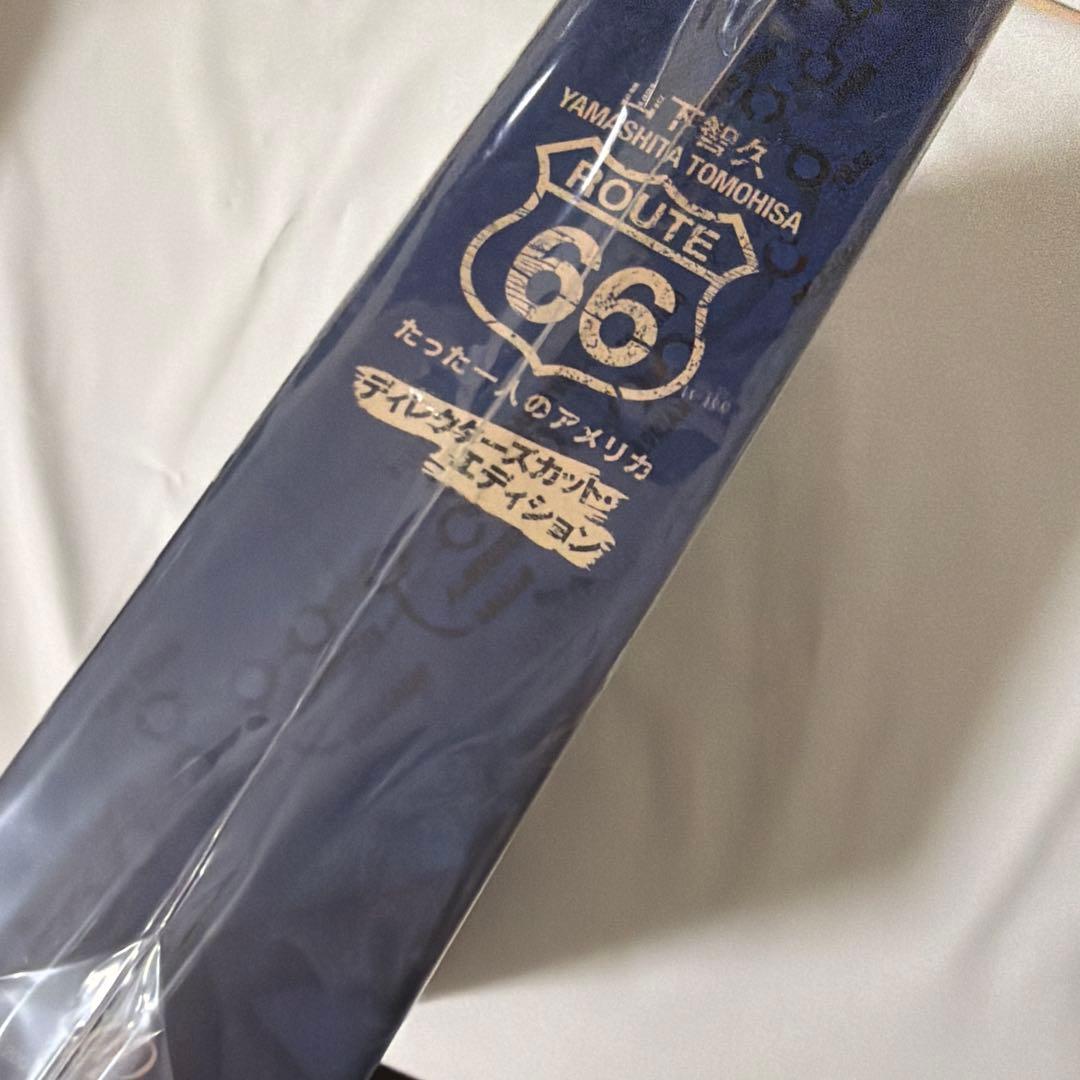 山下智久
YAMASHITA TOMOHISA
ROUTE
66
たった一人のアメリカ
ディレクターズカット・
エディション